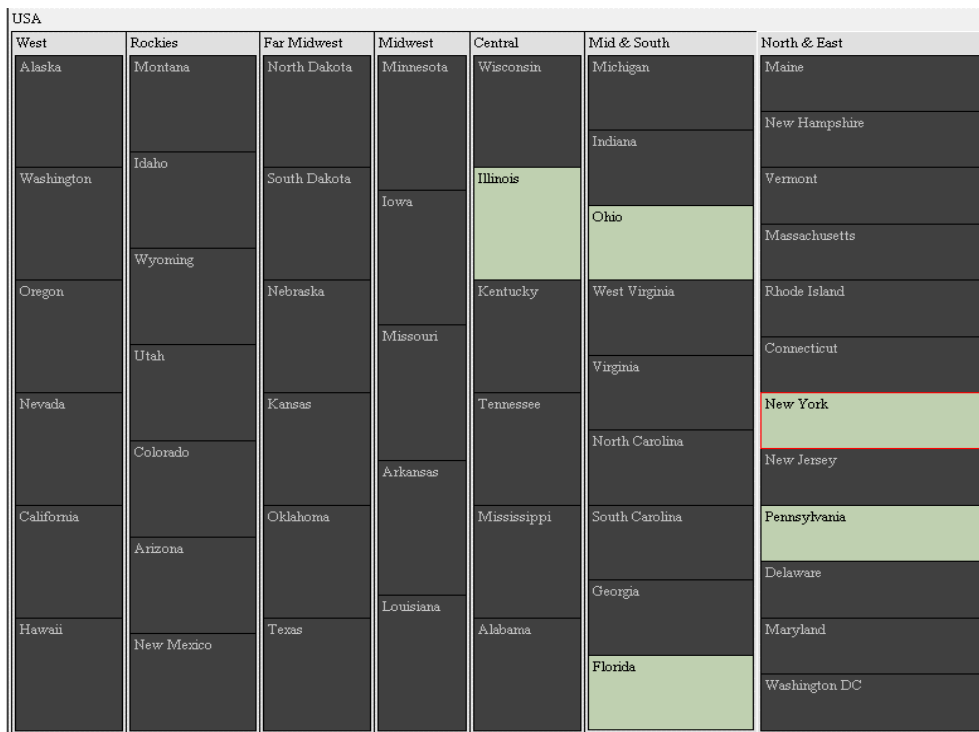 USA
West
Alaska
Washington
Oregon
Nevada
California
Hawaii
Rockies
Montana
Idaho
Wyoming
Utah
Colorado
Arizona
New Mexico
Far Midwest
North Dakota
South Dakota
Nebraska
Kansas
Oklahoma
Texas
Midwest
Minnesota
Iowa
Missouri
Arkansas
Louisiana
Central
Wisconsin
Illinois
Kentucky
Tennessee
Mississippi
Alabama
Mid & South
Michigan
Indiana
Ohio
West Virginia
Virginia
North Carolina
South Carolina
Georgia
Florida
North & East
Maine
New Hampshire
Vermont
Massachusetts
Rhode Island
Connecticut
New York
New Jersey
Pennsylvania
Delaware
Maryland
Washington DC